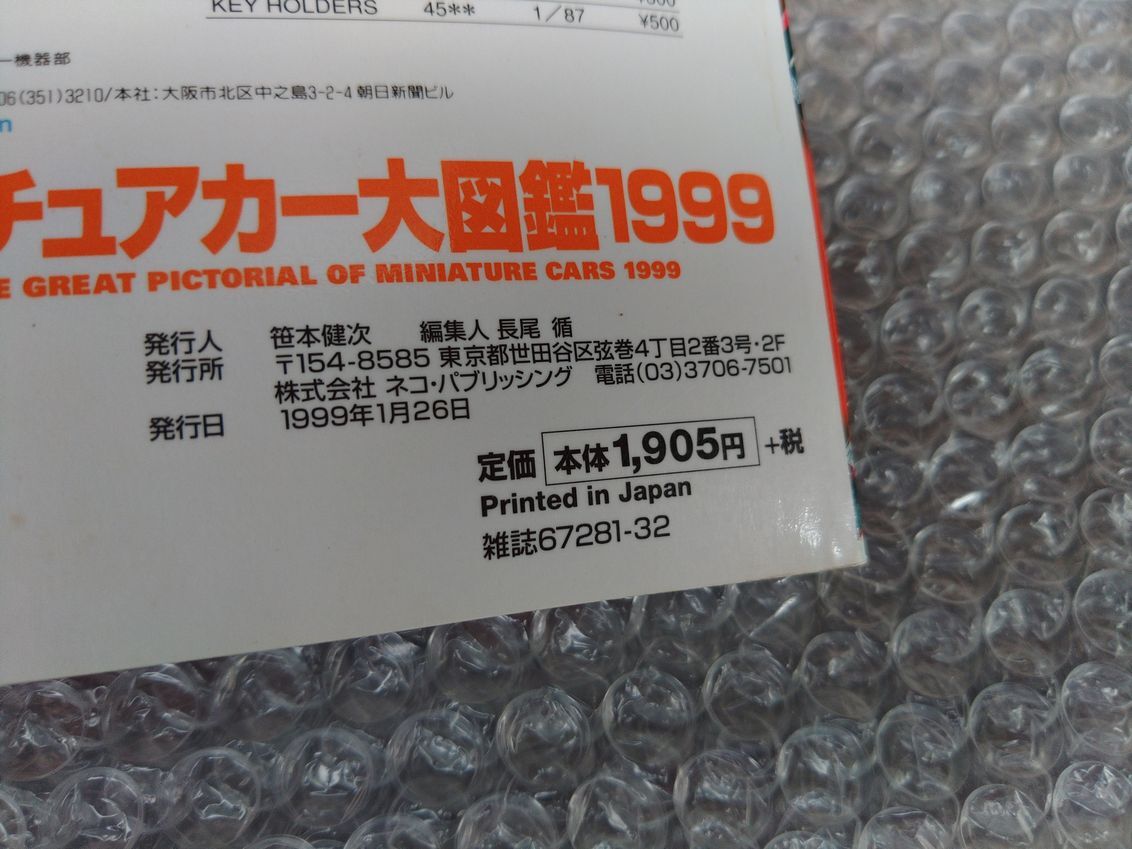 KEY HOLDERS 45** 1/87 ¥500
ー機器部
06(351)3210/本社:大阪市北区中之島3-2-4 朝日新聞ビル
n
チュアカー大図鑑1999
E GREAT PICTORIAL OF MINIATURE CARS 1999
発行人 笹本健次 編集人 長尾 循
発行所 〒154-8585 東京都世田谷区弦巻4丁目2番3号・2F
株式会社 ネコ・パブリッシング 電話(03)3706-7501
発行日 1999年1月26日
定価 本体1,905円 +税
Printed in Japan
雑誌67281-32